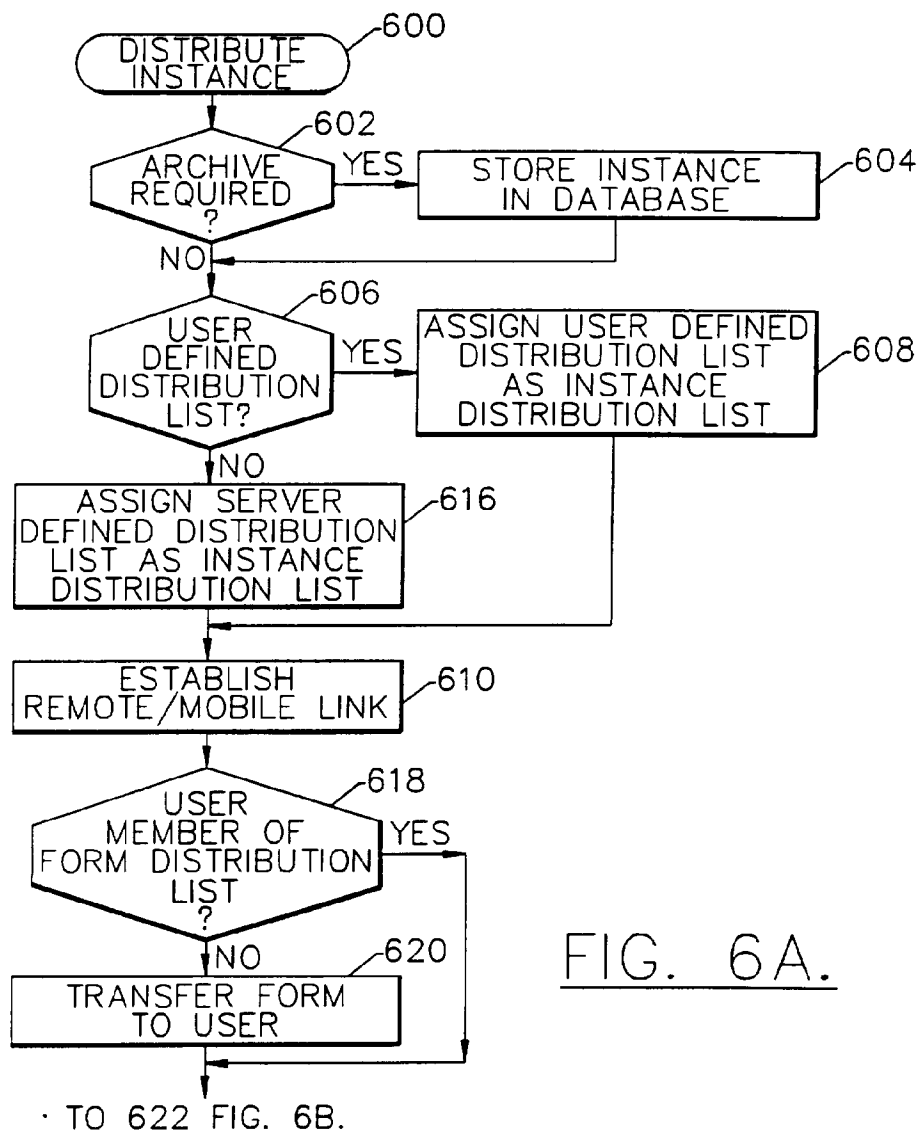 600
DISTRIBUTE
INSTANCE
602
ARCHIVE
REQUIRED
?
YES
STORE INSTANCE
IN DATABASE
604
NO
606
USER
DEFINED
DISTRIBUTION
LIST?
YES
ASSIGN USER DEFINED
DISTRIBUTION LIST
AS INSTANCE
DISTRIBUTION LIST
608
NO
ASSIGN SERVER
DEFINED DISTRIBUTION
LIST AS INSTANCE
DISTRIBUTION LIST
616
ESTABLISH
REMOTE/MOBILE LINK
610
618
USER
MEMBER OF
FORM DISTRIBUTION
LIST
?
YES
NO
620
TRANSFER FORM
TO USER
FIG. 6A.
TO 622 FIG. 6B.